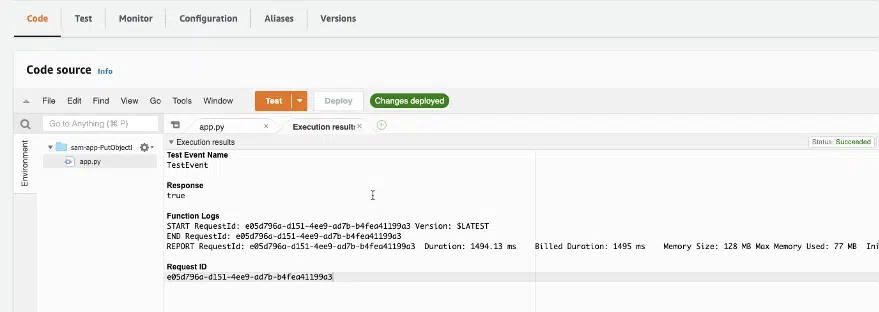 Code Test Monitor Configuration Aliases Versions
Code source Info
File Edit Find View Go Tools Window Test Deploy Changes deployed
Go to Anything (⌘ P) app.py × Execution results ×
Execution results Status: Succeeded
Environment
sam-app-PutObjectI
app.py
Test Event Name
TestEvent
Response
true
Function Logs
START RequestId: e05d796a-d151-4ee9-ad7b-b4fea41199a3 Version: $LATEST
END RequestId: e05d796a-d151-4ee9-ad7b-b4fea41199a3
REPORT RequestId: e05d796a-d151-4ee9-ad7b-b4fea41199a3 Duration: 1494.13 ms Billed Duration: 1495 ms Memory Size: 128 MB Max Memory Used: 77 MB Ini
Request ID
e05d796a-d151-4ee9-ad7b-b4fea41199a3